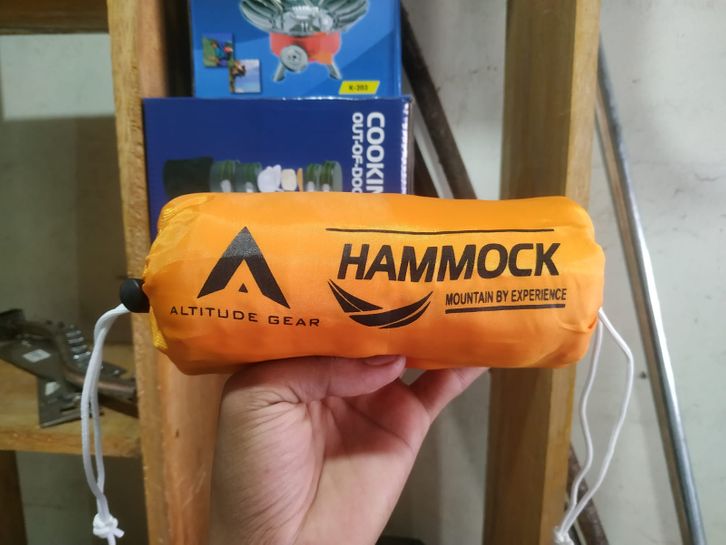 K-203
COOKIN
OUT-OF-DOO
HAMMOCK
MOUNTAIN BY EXPERIENCE
ALTITUDE GEAR